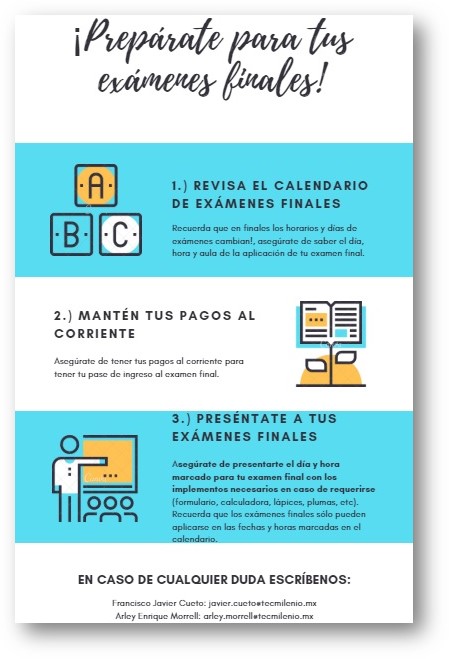 ¡Prepárate para tus
exámenes finales!
A
B C
1.) REVISA EL CALENDARIO
DE EXÁMENES FINALES
Recuerda que en finales los horarios y días de
exámenes cambian!, asegúrate de saber el día,
hora y aula de la aplicación de tu examen final.
2.) MANTÉN TUS PAGOS AL
CORRIENTE
Asegúrate de tener tus pagos al corriente para
tener tu pase de ingreso al examen final.
3.) PRESÉNTATE A TUS
EXÁMENES FINALES
Asegúrate de presentarte el día y hora
marcado para tu examen final con los
implementos necesarios en caso de requerirse
(formulario, calculadora, lápices, plumas, etc).
Recuerda que los exámenes finales sólo pueden
aplicarse en las fechas y horas marcadas en el
calendario.
EN CASO DE CUALQUIER DUDA ESCRÍBENOS:
Francisco Javier Cueto: javier.cueto@tecmilenio.mx
Arley Enrique Morrell: arley.morrell@tecmilenio.mx